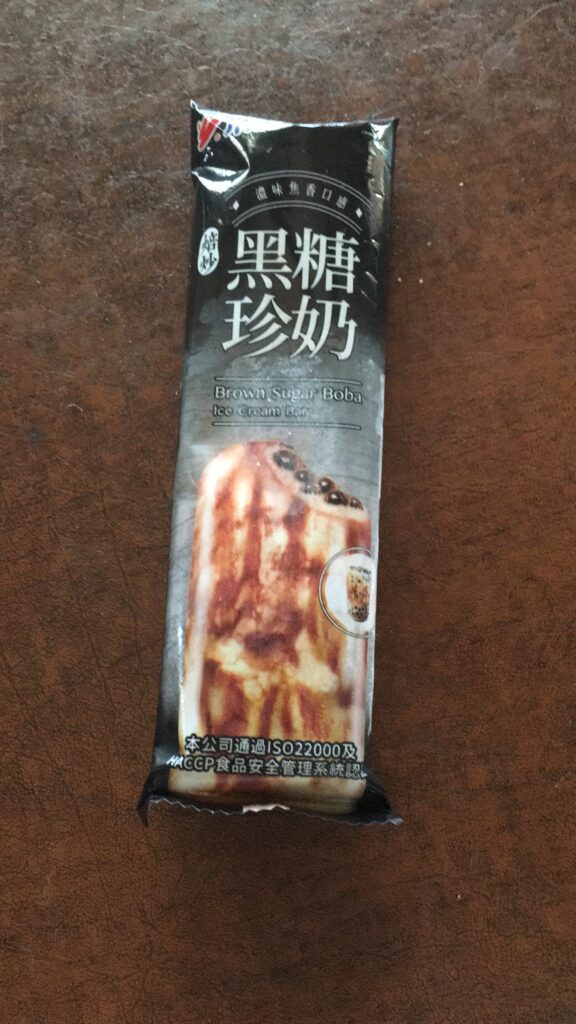 濃味焦香口感
焙炒
黑糖
珍奶
Brown Sugar Boba
Ice Cream Bar
本公司通過ISO22000及
HACCP食品安全管理系統認